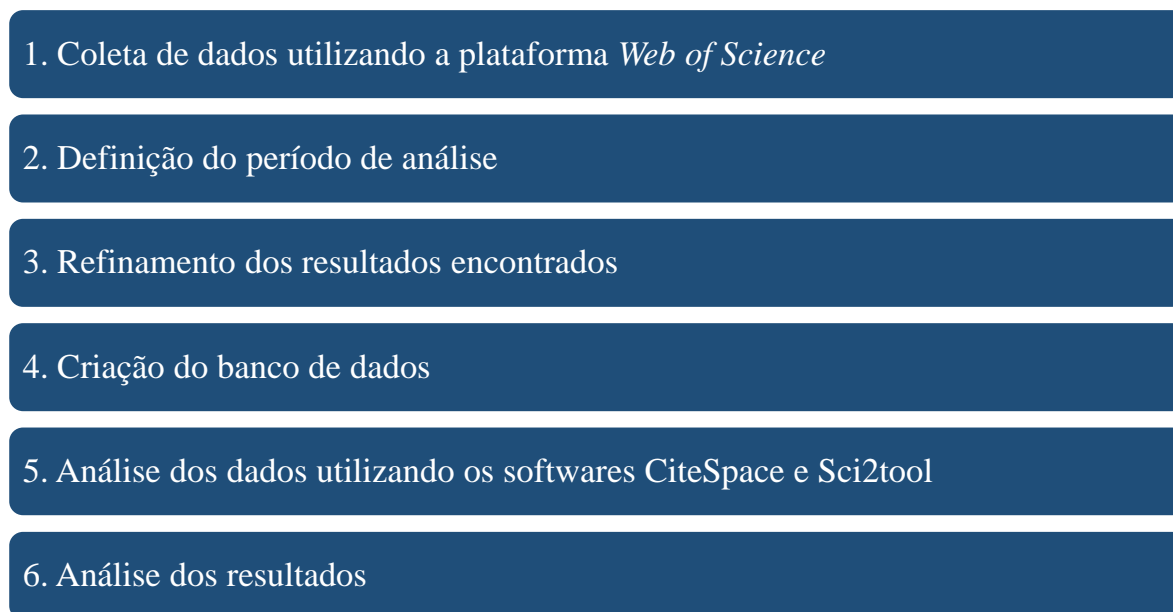 1. Coleta de dados utilizando a plataforma Web of Science
2. Definição do período de análise
3. Refinamento dos resultados encontrados
4. Criação do banco de dados
5. Análise dos dados utilizando os softwares CiteSpace e Sci2tool
6. Análise dos resultados